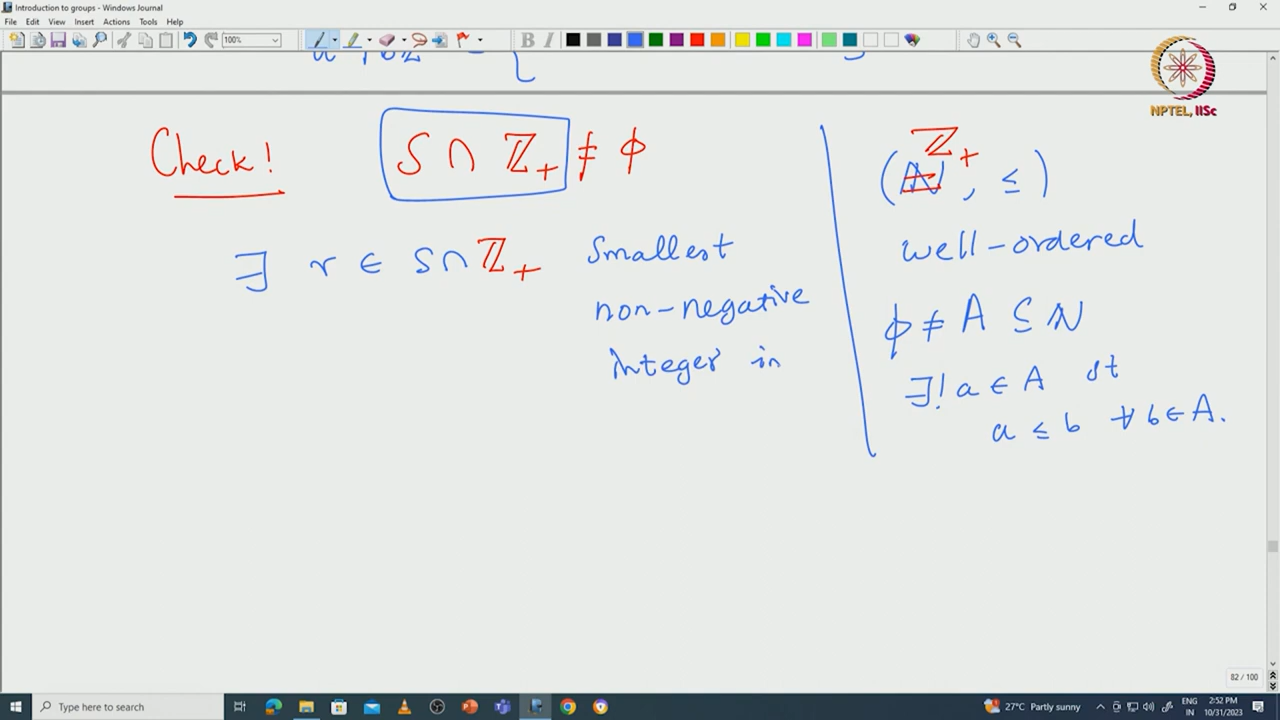 Introduction to groups - Windows Journal
File Edit View Insert Actions Tools Help
100%
B I
NPTEL, IISc
Check! S ∩ ℤ₊ ≠ ϕ
∃ r ∈ S ∩ ℤ₊ smallest
non-negative
integer in
ℤ₊
(ℕ, ≤)
well-ordered
ϕ ≠ A ⊆ ℕ
∃! a ∈ A st
a ≤ b ∀ b ∈ A.
82 / 100
Type here to search
27°C Partly sunny
ENG
IN
2:52 PM
10/31/2023